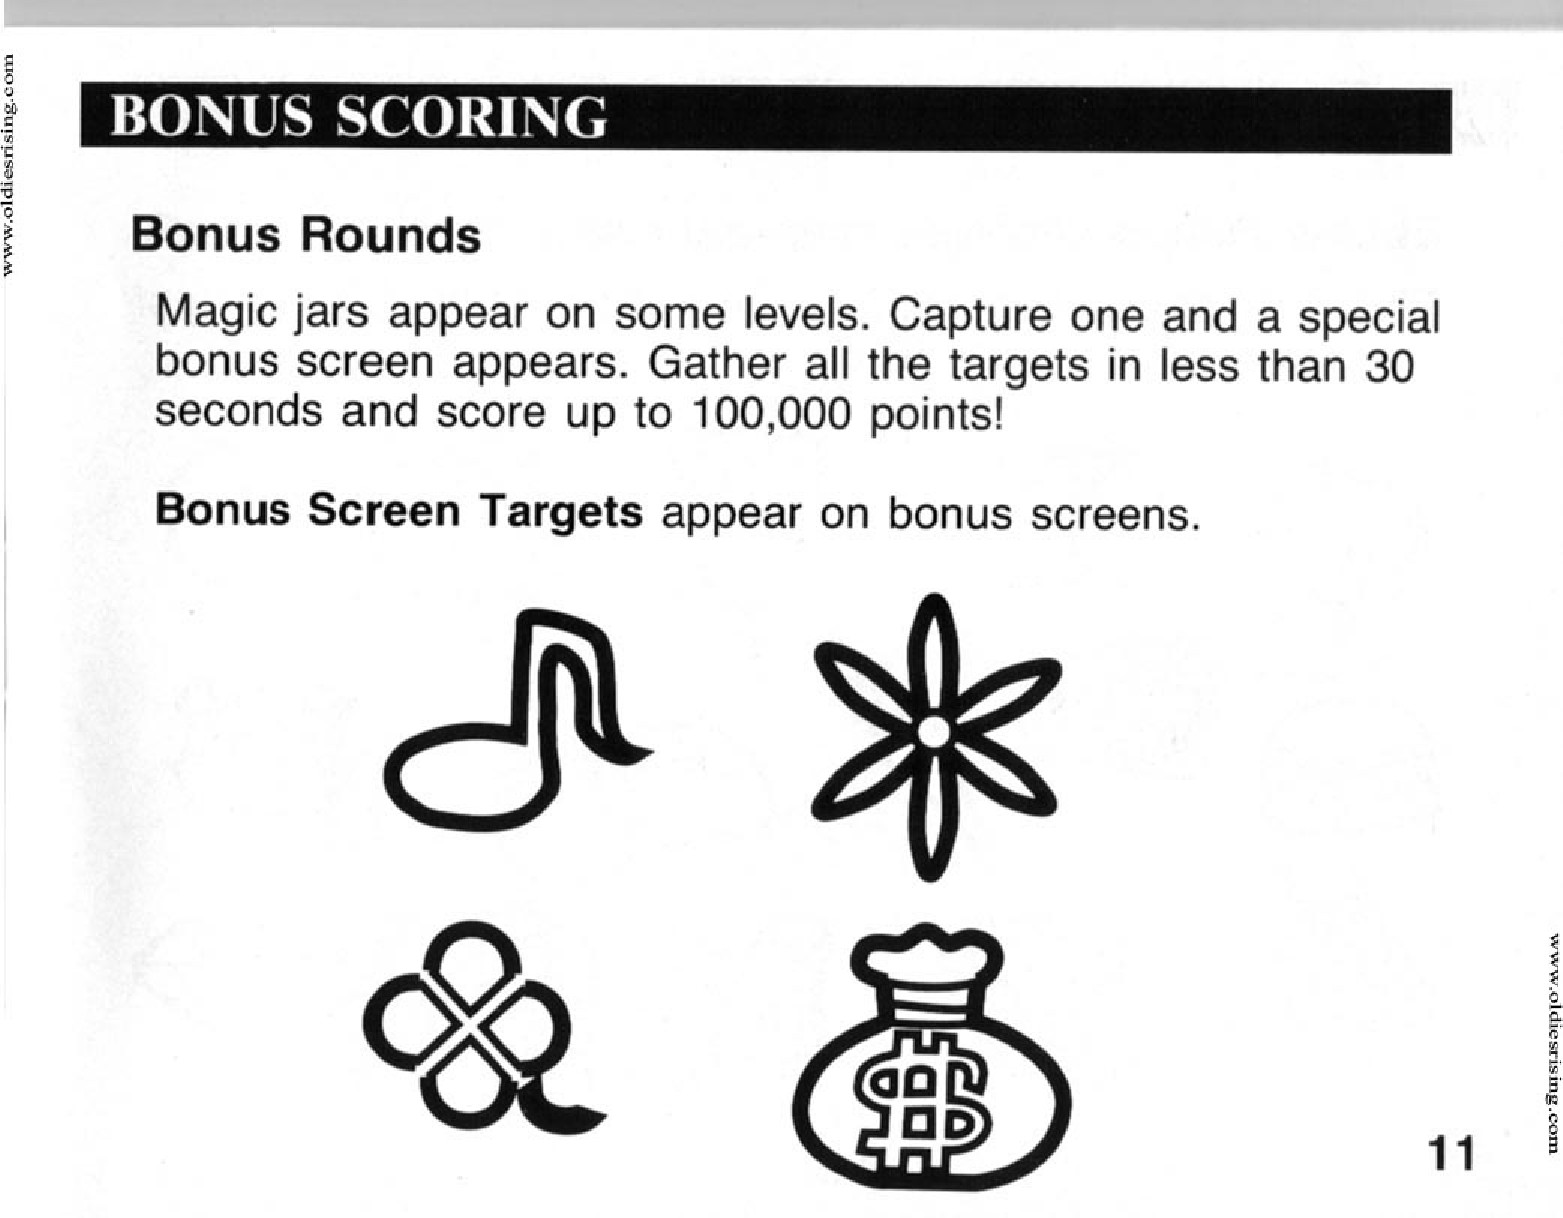 BONUS SCORING
Bonus Rounds
Magic jars appear on some levels. Capture one and a special
bonus screen appears. Gather all the targets in less than 30
seconds and score up to 100,000 points!
Bonus Screen Targets appear on bonus screens.
$
11
www.oldiesrising.com
www.oldiesrising.com